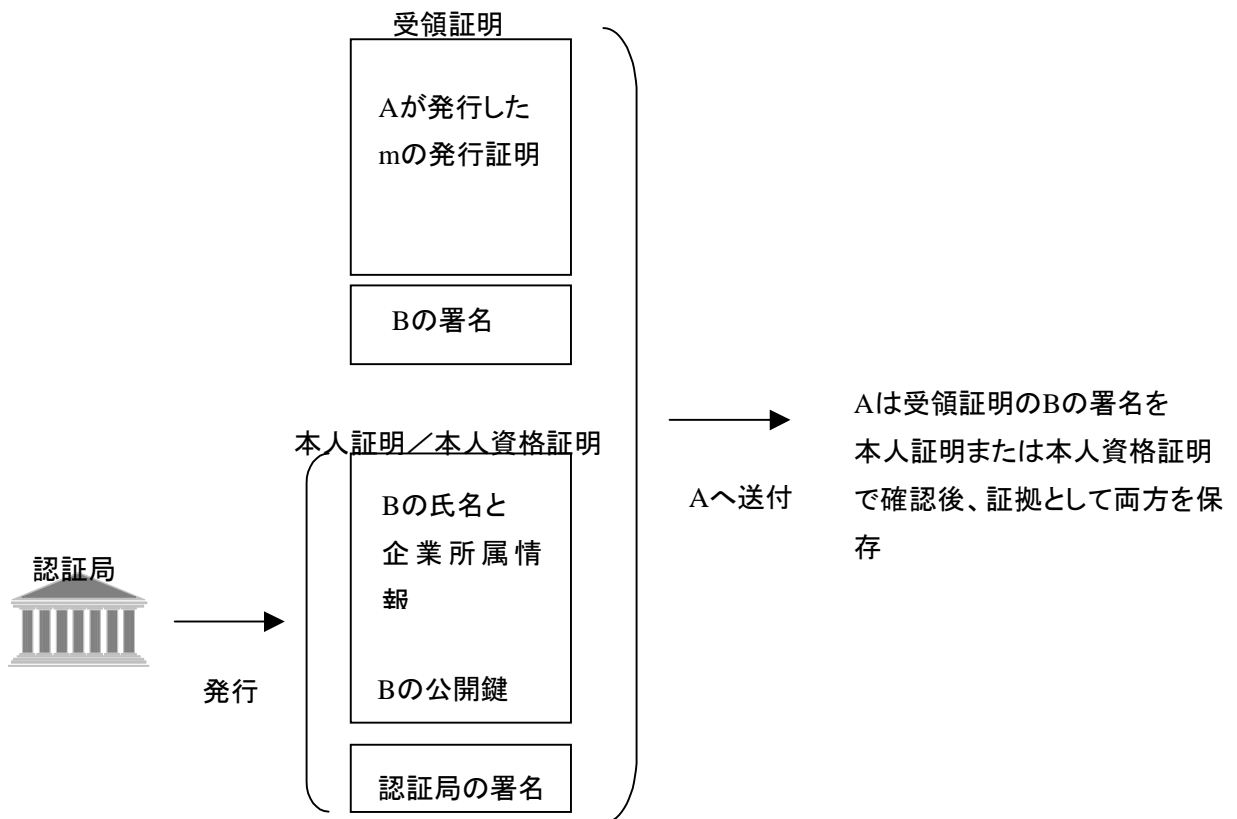 受領証明
Aが発行した
mの発行証明
Bの署名
本人証明／本人資格証明
Bの氏名と
企業所属情
報
Bの公開鍵
認証局の署名
認証局
発行
Aへ送付
Aは受領証明のBの署名を
本人証明または本人資格証明
で確認後、証拠として両方を保
存